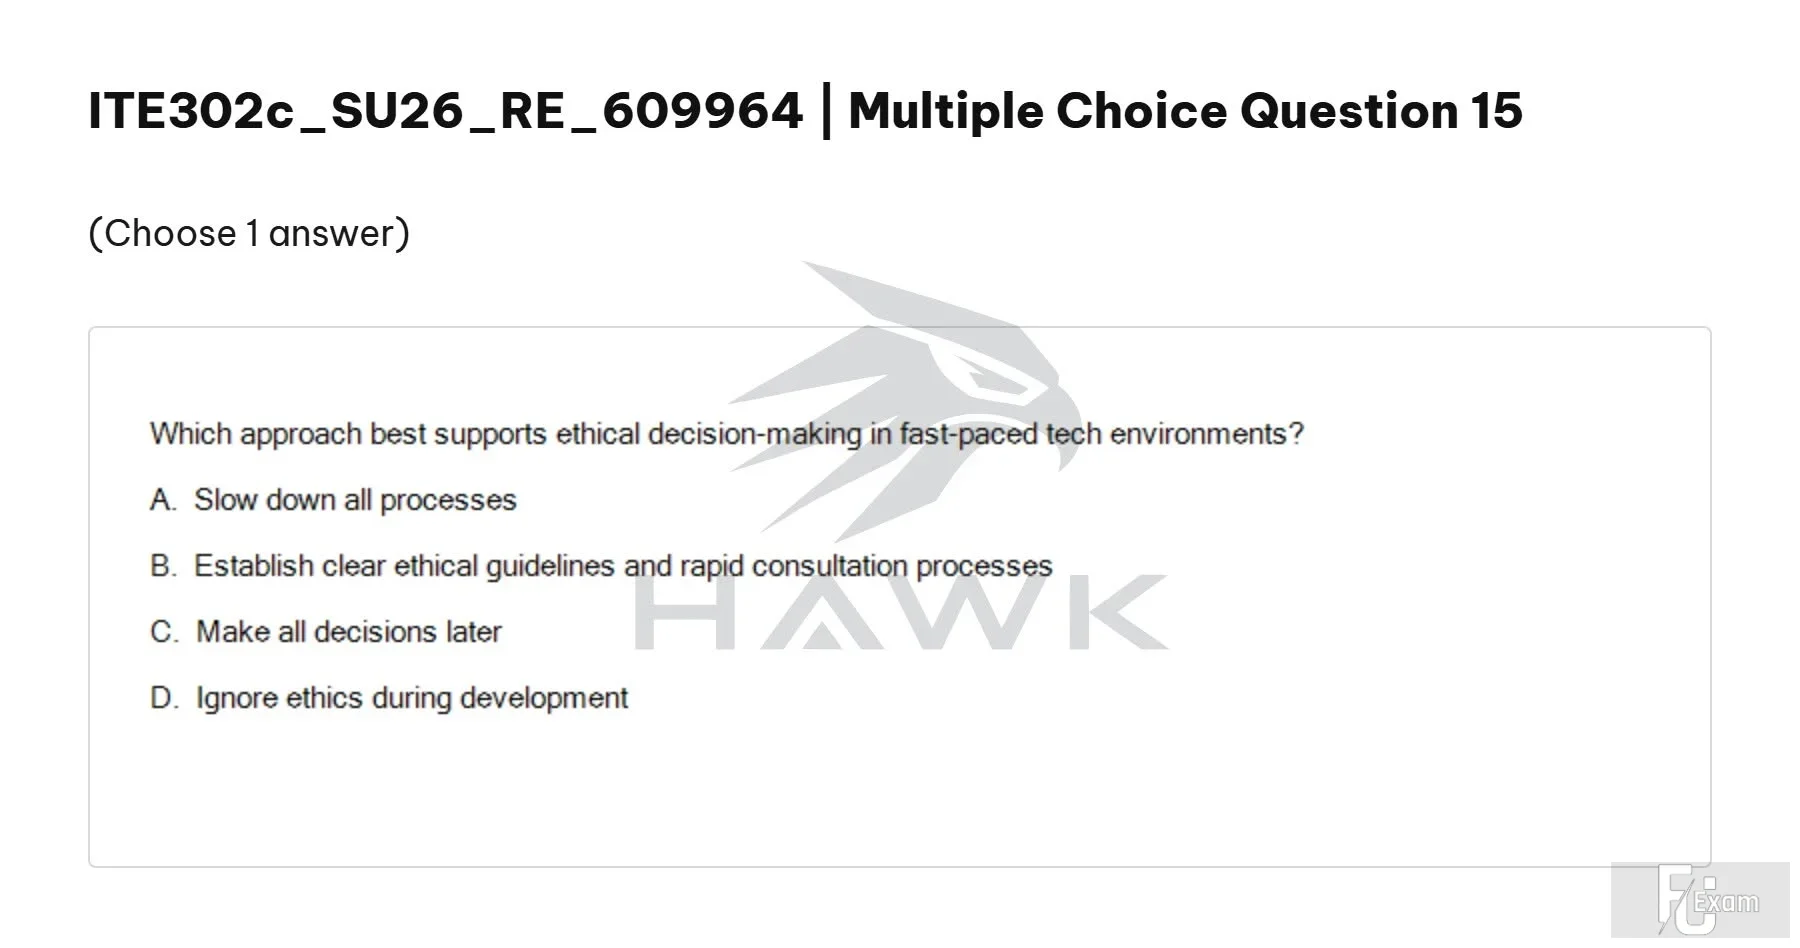 ITE302c_SU26_RE_609964 | Multiple Choice Question 15
(Choose 1 answer)
Which approach best supports ethical decision-making in fast-paced tech environments?
A. Slow down all processes
B. Establish clear ethical guidelines and rapid consultation processes
C. Make all decisions later
D. Ignore ethics during development
HAWK
FU Exam